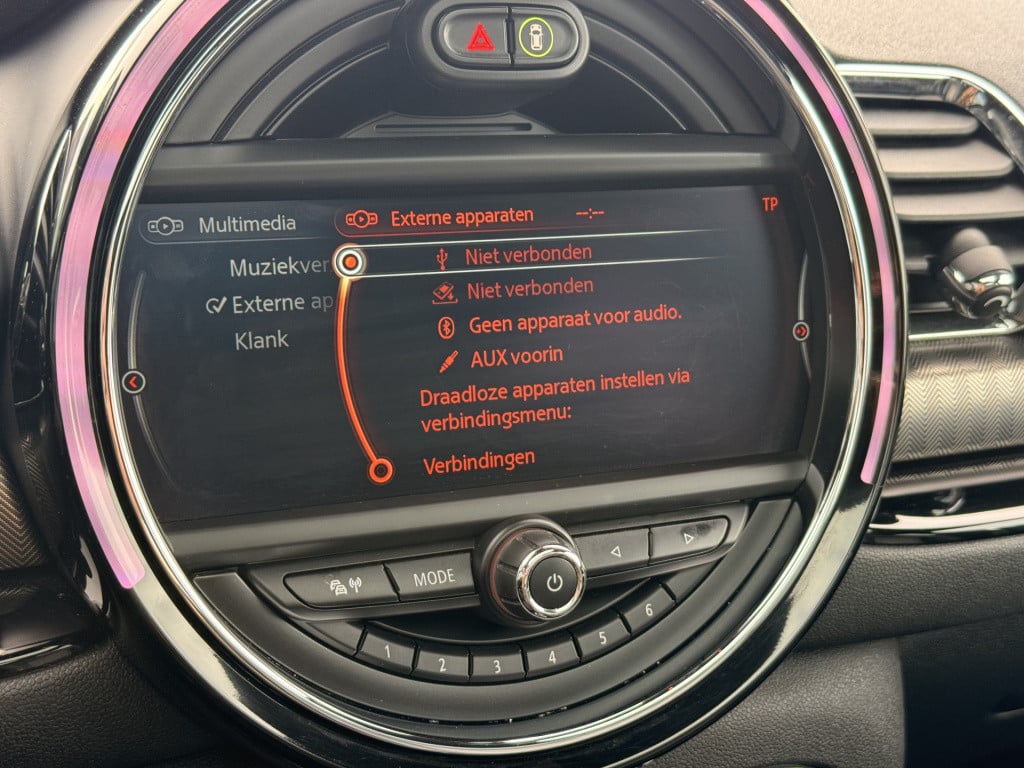 Multimedia
Muziekver
Externe ap
Klank
Externe apparaten --:--
TP
Niet verbonden
Niet verbonden
Geen apparaat voor audio.
AUX voorin
Draadloze apparaten instellen via
verbindingsmenu:
Verbindingen
MODE
1 2 3 4 5 6